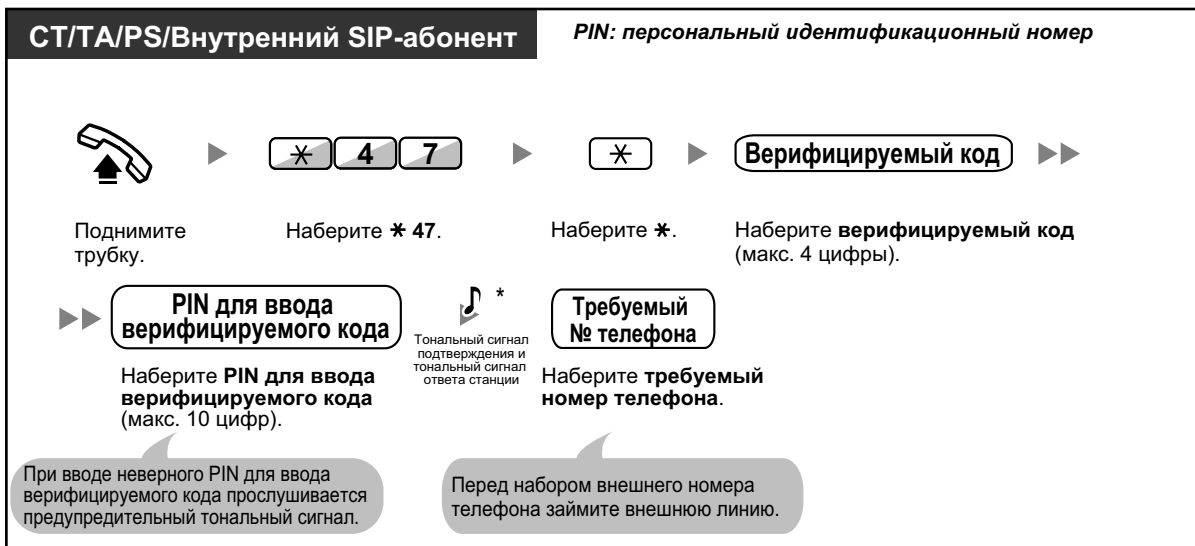 СТ/ТА/PS/Внутренний SIP-абонент
PIN: персональный идентификационный номер
* 4 7
*
Верифицируемый код
Поднимите
трубку.
Наберите * 47.
Наберите *.
Наберите верифицируемый код
(макс. 4 цифры).
PIN для ввода
верифицируемого кода
*
Тональный сигнал
подтверждения и
тональный сигнал
ответа станции
Требуемый
№ телефона
Наберите PIN для ввода
верифицируемого кода
(макс. 10 цифр).
Наберите требуемый
номер телефона.
При вводе неверного PIN для ввода
верифицируемого кода прослушивается
предупредительный тональный сигнал.
Перед набором внешнего номера
телефона займите внешнюю линию.